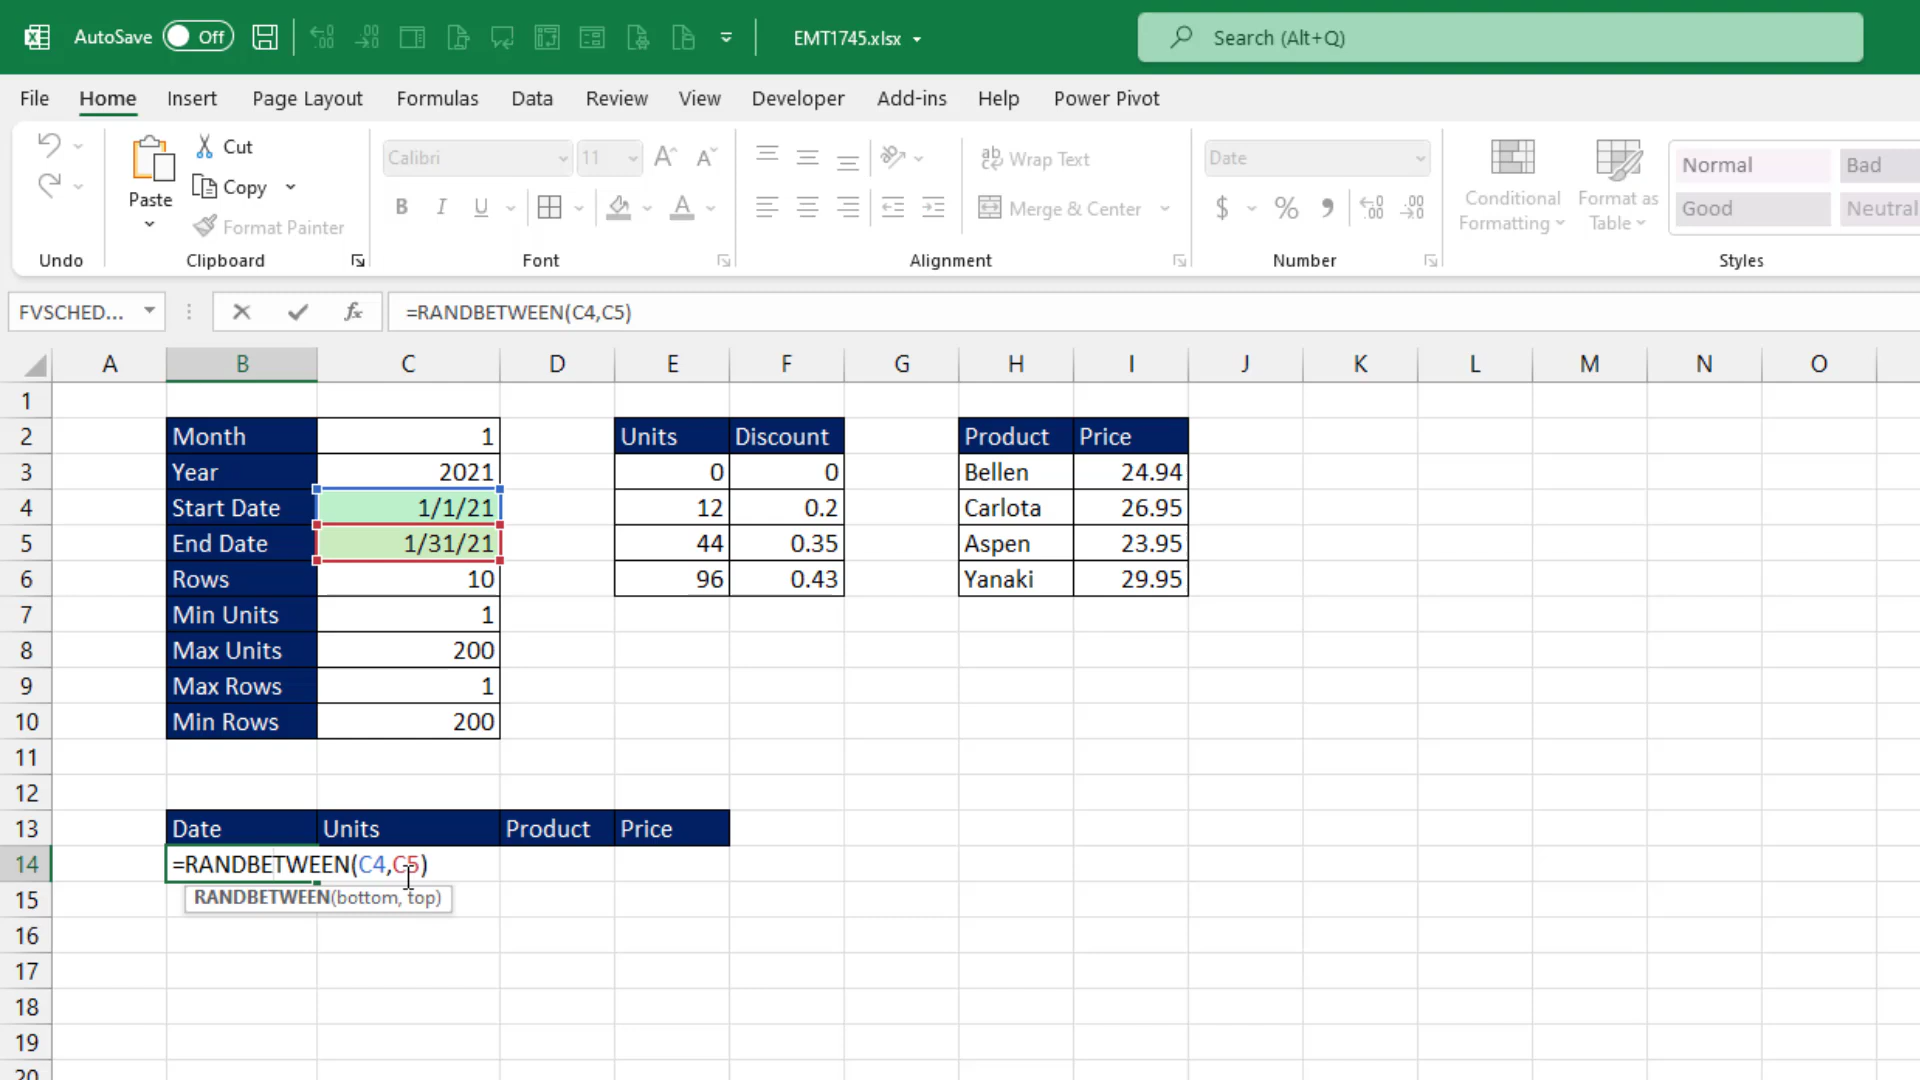 AutoSave Off EMT1745.xlsx Search (Alt+Q)
File Home Insert Page Layout Formulas Data Review View Developer Add-ins Help Power Pivot
Paste Cut Copy Format Painter
Calibri 11
B I U A
Wrap Text
Merge & Center
Date
$ % ,
Conditional Formatting
Format as Table
Normal Bad
Good Neutral
Undo Clipboard Font Alignment Number Styles
FVSCHED... fx =RANDBETWEEN(C4,C5)
A B C D E F G H I J K L M N O
1
2 Month 1 Units Discount Product Price
3 Year 2021 0 0 Bellen 24.94
4 Start Date 1/1/21 12 0.2 Carlota 26.95
5 End Date 1/31/21 44 0.35 Aspen 23.95
6 Rows 10 96 0.43 Yanaki 29.95
7 Min Units 1
8 Max Units 200
9 Max Rows 1
10 Min Rows 200
11
12
13 Date Units Product Price
14 =RANDBETWEEN(C4,C5)
15 RANDBETWEEN(bottom, top)
16
17
18
19
20